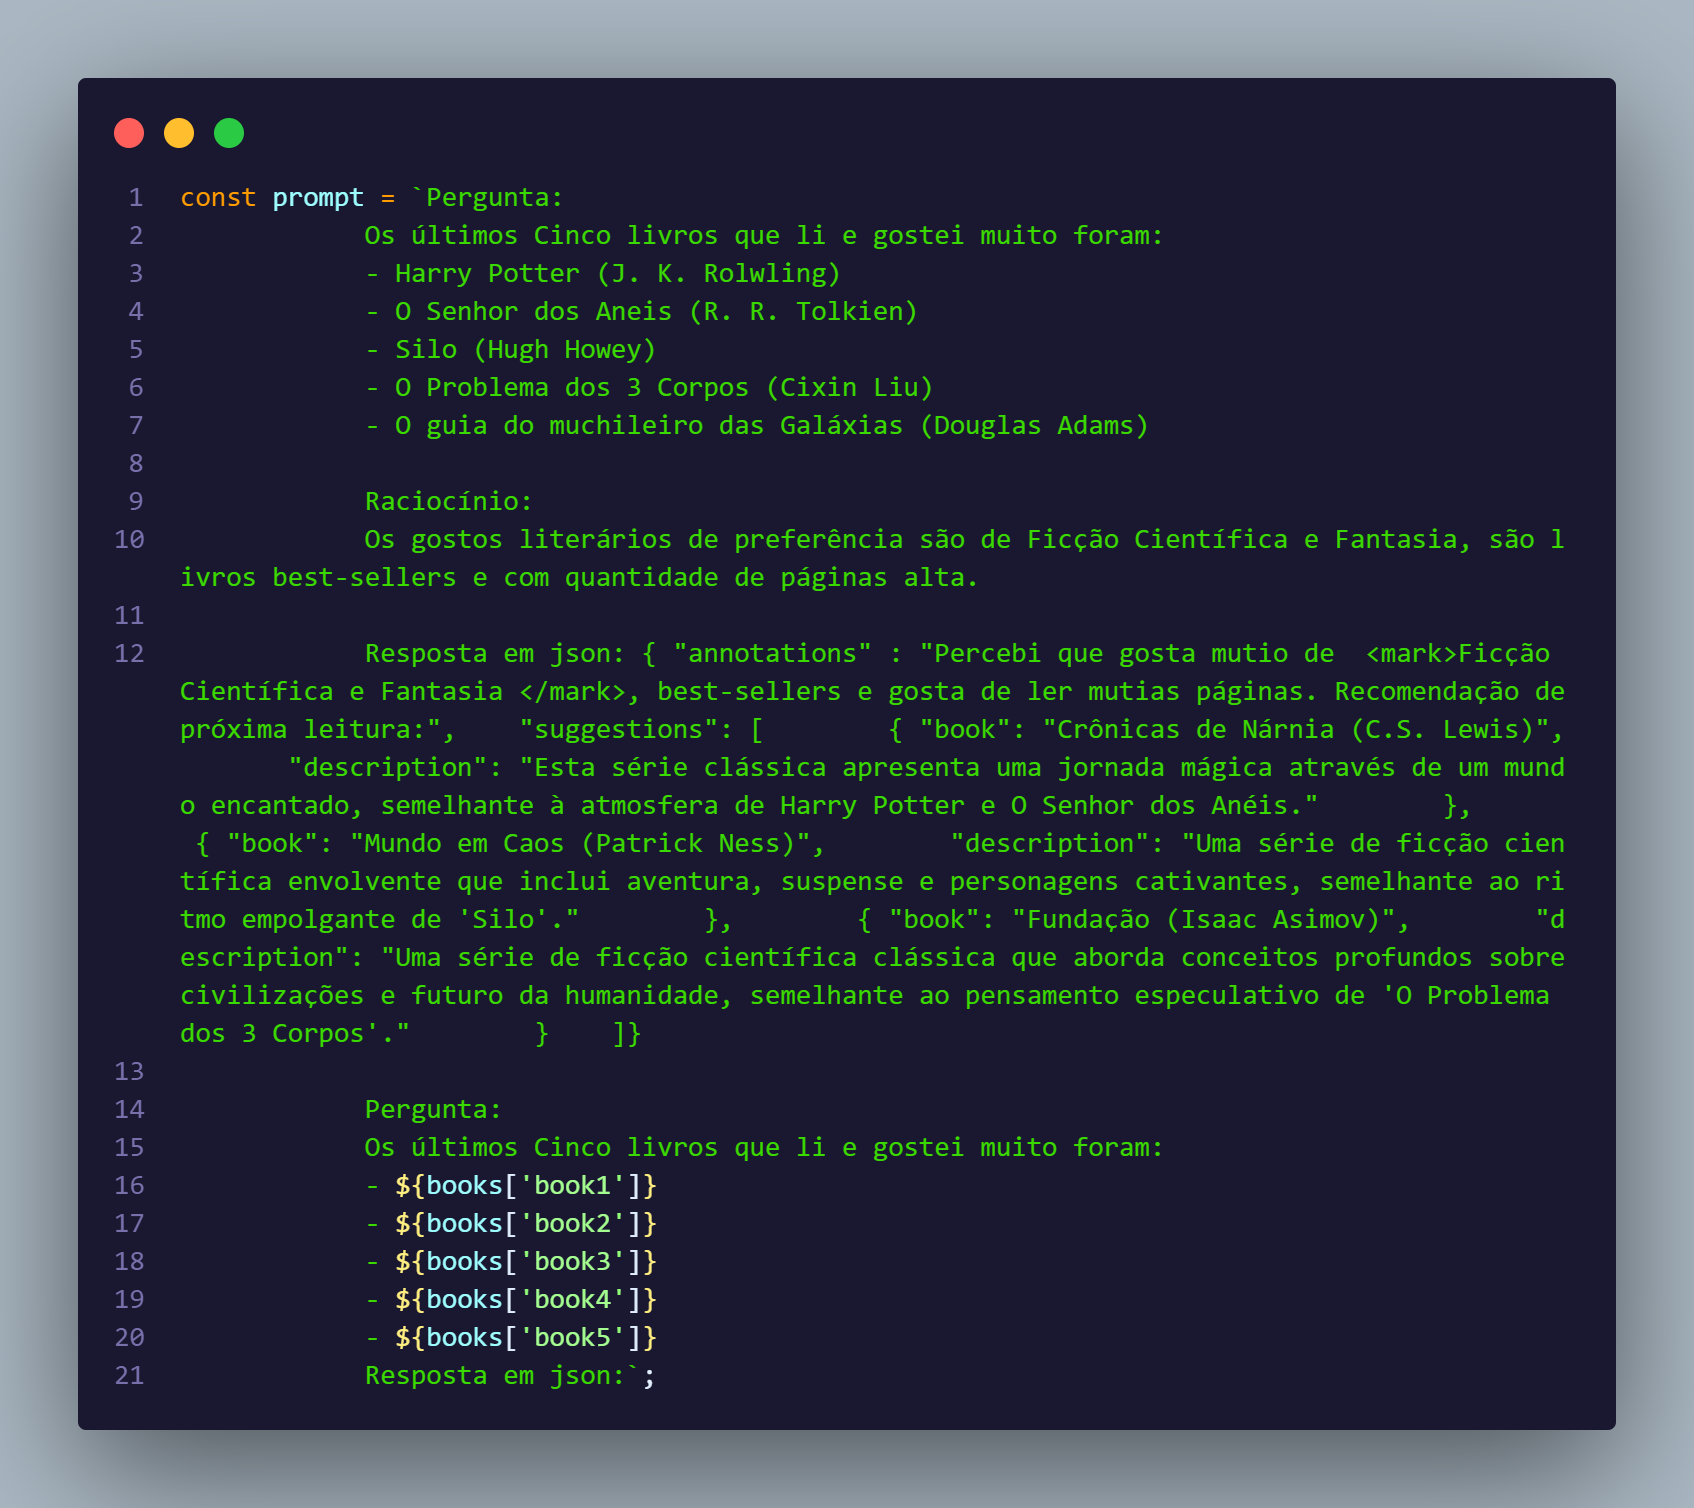 1 const prompt = `Pergunta:
2 Os últimos Cinco livros que li e gostei muito foram:
3 - Harry Potter (J. K. Rolwling)
4 - O Senhor dos Aneis (R. R. Tolkien)
5 - Silo (Hugh Howey)
6 - O Problema dos 3 Corpos (Cixin Liu)
7 - O guia do muchileiro das Galáxias (Douglas Adams)
8
9 Raciocínio:
10 Os gostos literários de preferência são de Ficção Científica e Fantasia, são l
ivros best-sellers e com quantidade de páginas alta.
11
12 Resposta em json: { "annotations" : "Percebi que gosta mutio de  <mark>Ficção
Científica e Fantasia </mark>, best-sellers e gosta de ler mutias páginas. Recomendação de
próxima leitura:",    "suggestions": [        { "book": "Crônicas de Nárnia (C.S. Lewis)",
"description": "Esta série clássica apresenta uma jornada mágica através de um mund
o encantado, semelhante à atmosfera de Harry Potter e O Senhor dos Anéis."        },
{ "book": "Mundo em Caos (Patrick Ness)",        "description": "Uma série de ficção cien
tífica envolvente que inclui aventura, suspense e personagens cativantes, semelhante ao ri
tmo empolgante de 'Silo'."        },        { "book": "Fundação (Isaac Asimov)",        "d
escription": "Uma série de ficção científica clássica que aborda conceitos profundos sobre
civilizações e futuro da humanidade, semelhante ao pensamento especulativo de 'O Problema
dos 3 Corpos'."        }    ]}
13
14 Pergunta:
15 Os últimos Cinco livros que li e gostei muito foram:
16 - ${books['book1']}
17 - ${books['book2']}
18 - ${books['book3']}
19 - ${books['book4']}
20 - ${books['book5']}
21 Resposta em json:`;